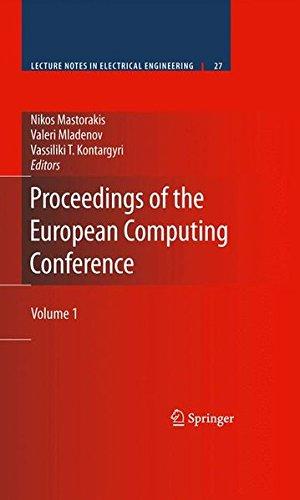 LECTURE NOTES IN ELECTRICAL ENGINEERING | 27
Nikos Mastorakis
Valeri Mladenov
Vassiliki T. Kontargyri
Editors
Proceedings of the
European Computing
Conference
Volume 1
Springer